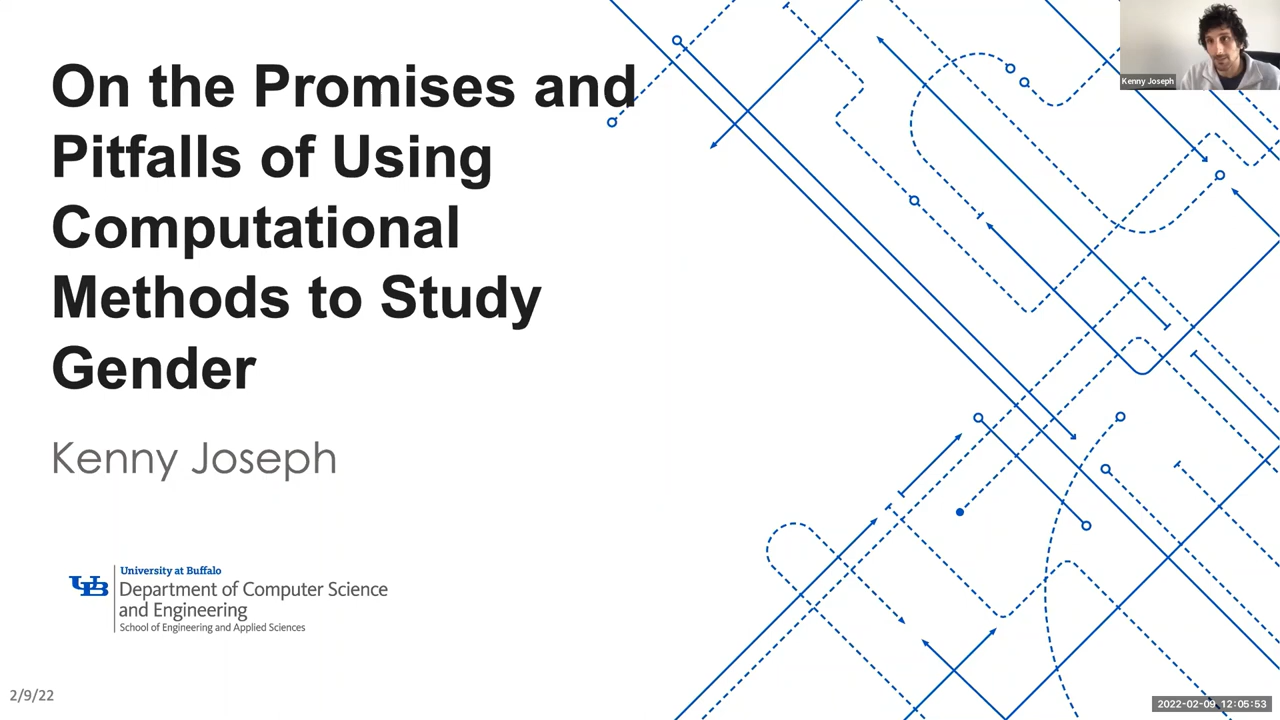 On the Promises and
Pitfalls of Using
Computational
Methods to Study
Gender
Kenny Joseph
UB
University at Buffalo
Department of Computer Science
and Engineering
School of Engineering and Applied Sciences
2/9/22
Kenny Joseph
2022-02-09 12:05:53